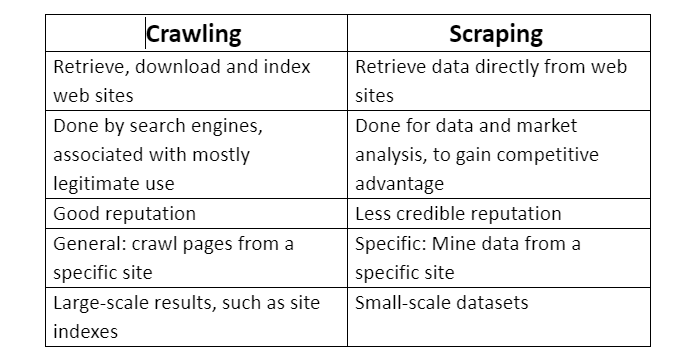 Crawling
Scraping
Retrieve, download and index
web sites
Retrieve data directly from web
sites
Done by search engines,
associated with mostly
legitimate use
Done for data and market
analysis, to gain competitive
advantage
Good reputation
Less credible reputation
General: crawl pages from a
specific site
Specific: Mine data from a
specific site
Large-scale results, such as site
indexes
Small-scale datasets